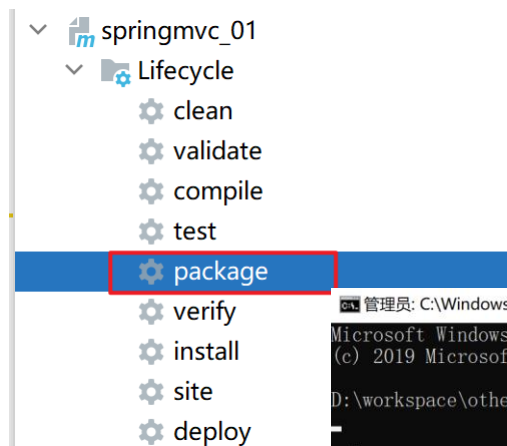 springmvc_01
Lifecycle
clean
validate
compile
test
package
verify
install
site
deploy
管理员: C:\Windows
Microsoft Windows
(c) 2019 Microsof
D:\workspace\othe